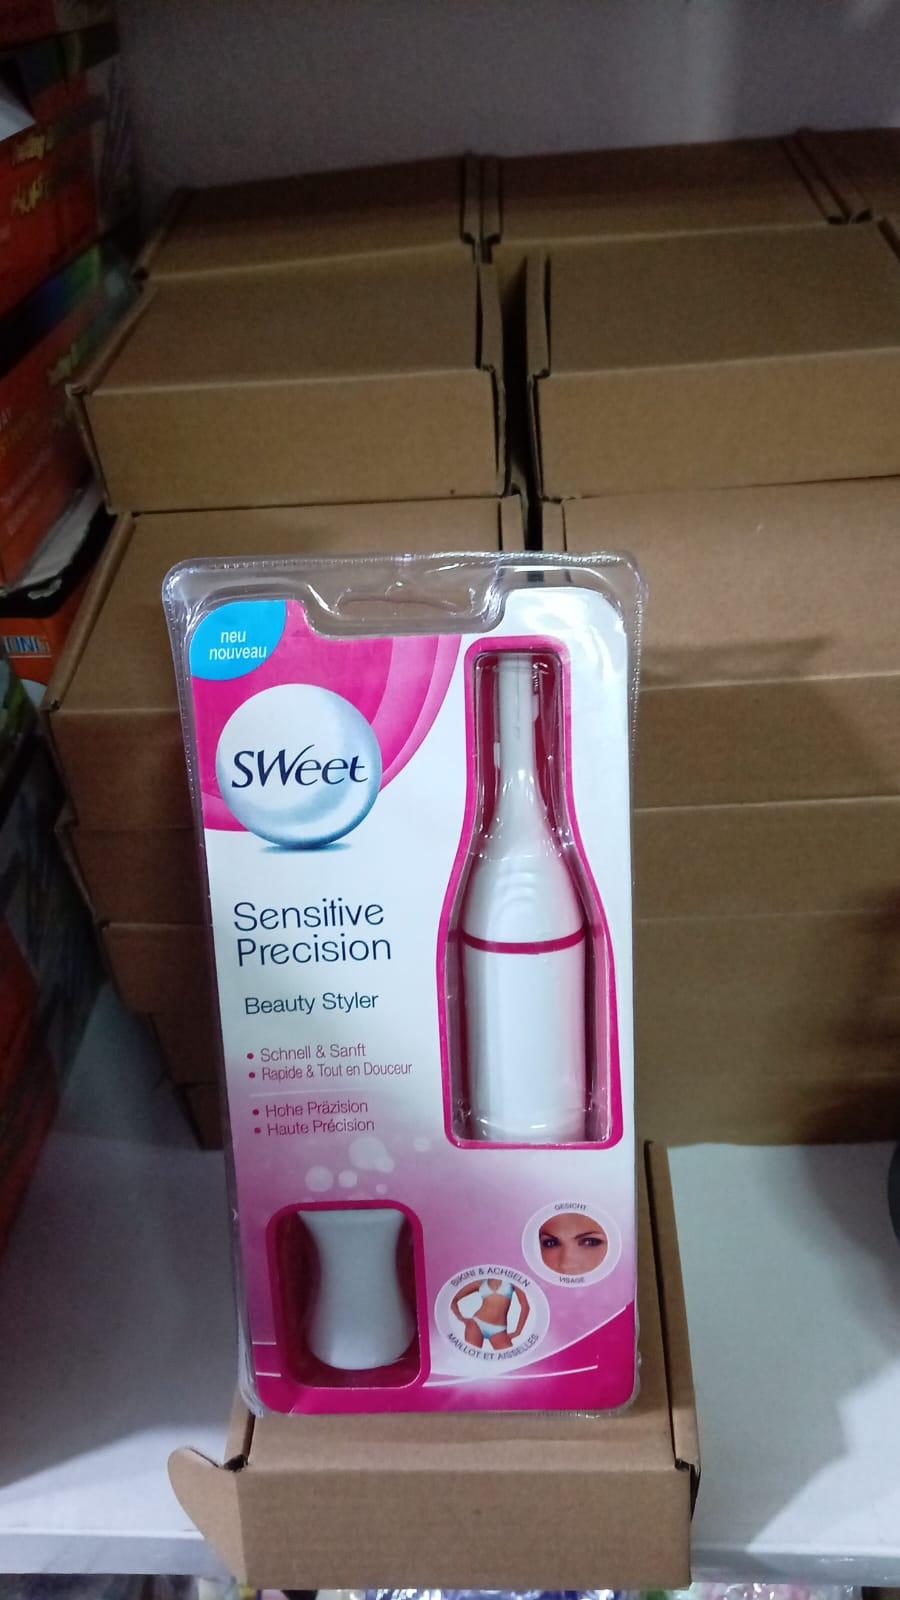 neu
nouveau
SWeet
Sensitive
Precision
Beauty Styler
• Schnell & Sanft
• Rapide & Tout en Douceur
• Hohe Präzision
• Haute Précision
GESICHT
VISAGE
BIKINI & ACHSELN
MAILLOT ET AISSELLES